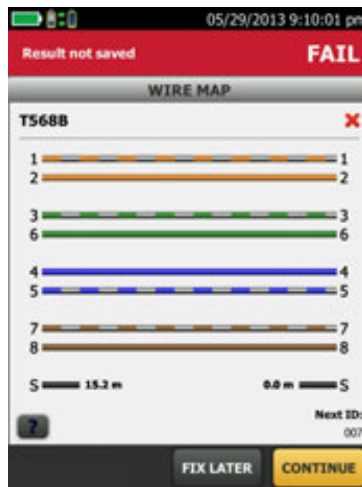 05/29/2013 9:10:01 pm
Result not saved FAIL
WIRE MAP
T568B
1 1
2 2
3 3
6 6
4 4
5 5
7 7
8 8
S 15.2 m 0.0 m S
Next ID:
? 007
FIX LATER CONTINUE